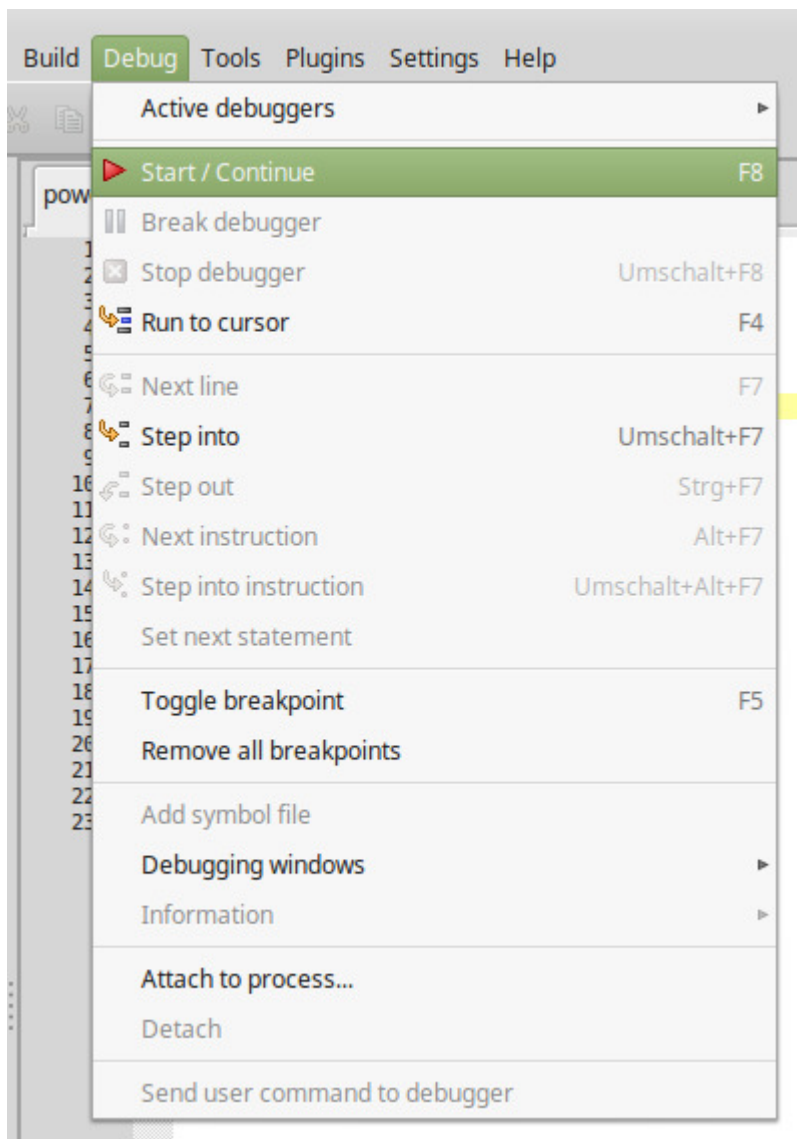 Build Debug Tools Plugins Settings Help
Active debuggers
Start / Continue F8
pow
Break debugger
Stop debugger Umschalt+F8
Run to cursor F4
Next line F7
Step into Umschalt+F7
Step out Strg+F7
Next instruction Alt+F7
Step into instruction Umschalt+Alt+F7
Set next statement
Toggle breakpoint F5
Remove all breakpoints
Add symbol file
Debugging windows
Information
Attach to process...
Detach
Send user command to debugger